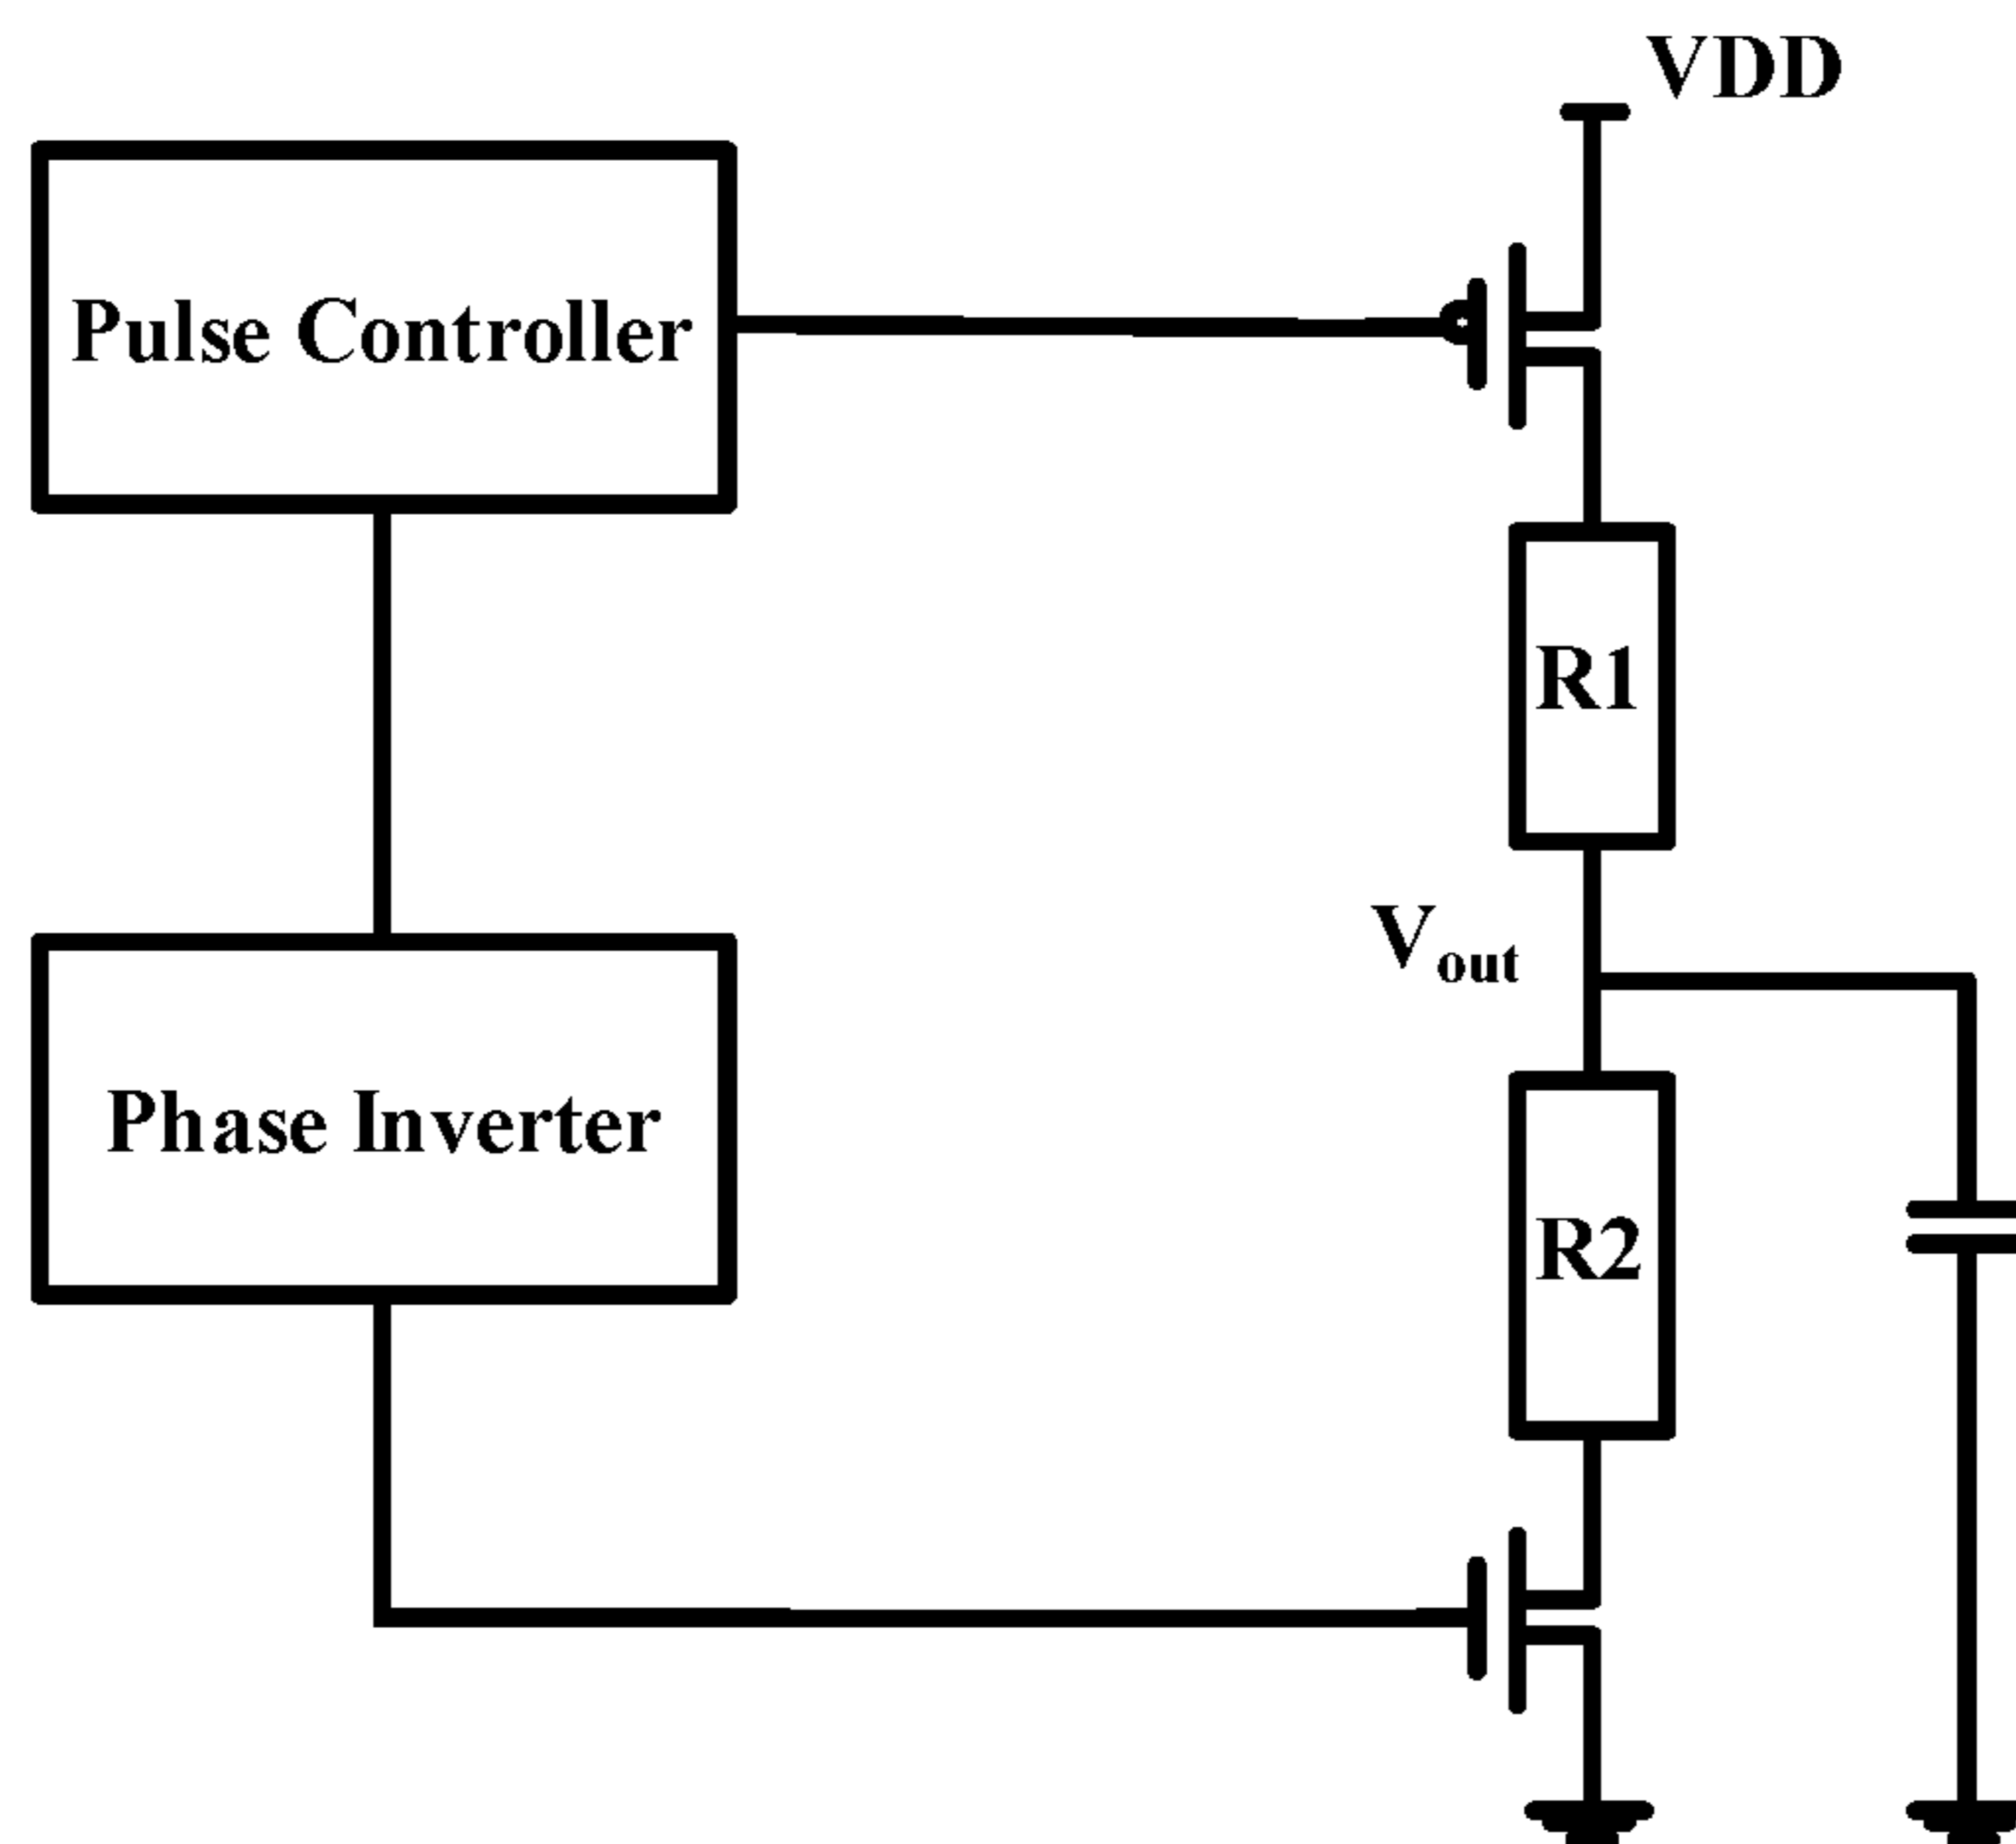 VDD
Pulse Controller
R1
Vout
Phase Inverter
R2